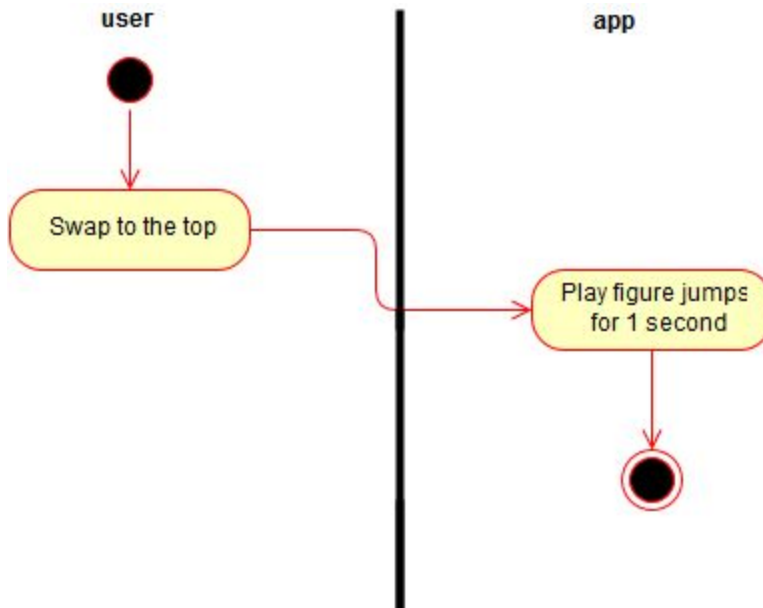 user
app
Swap to the top
Play figure jumps
for 1 second